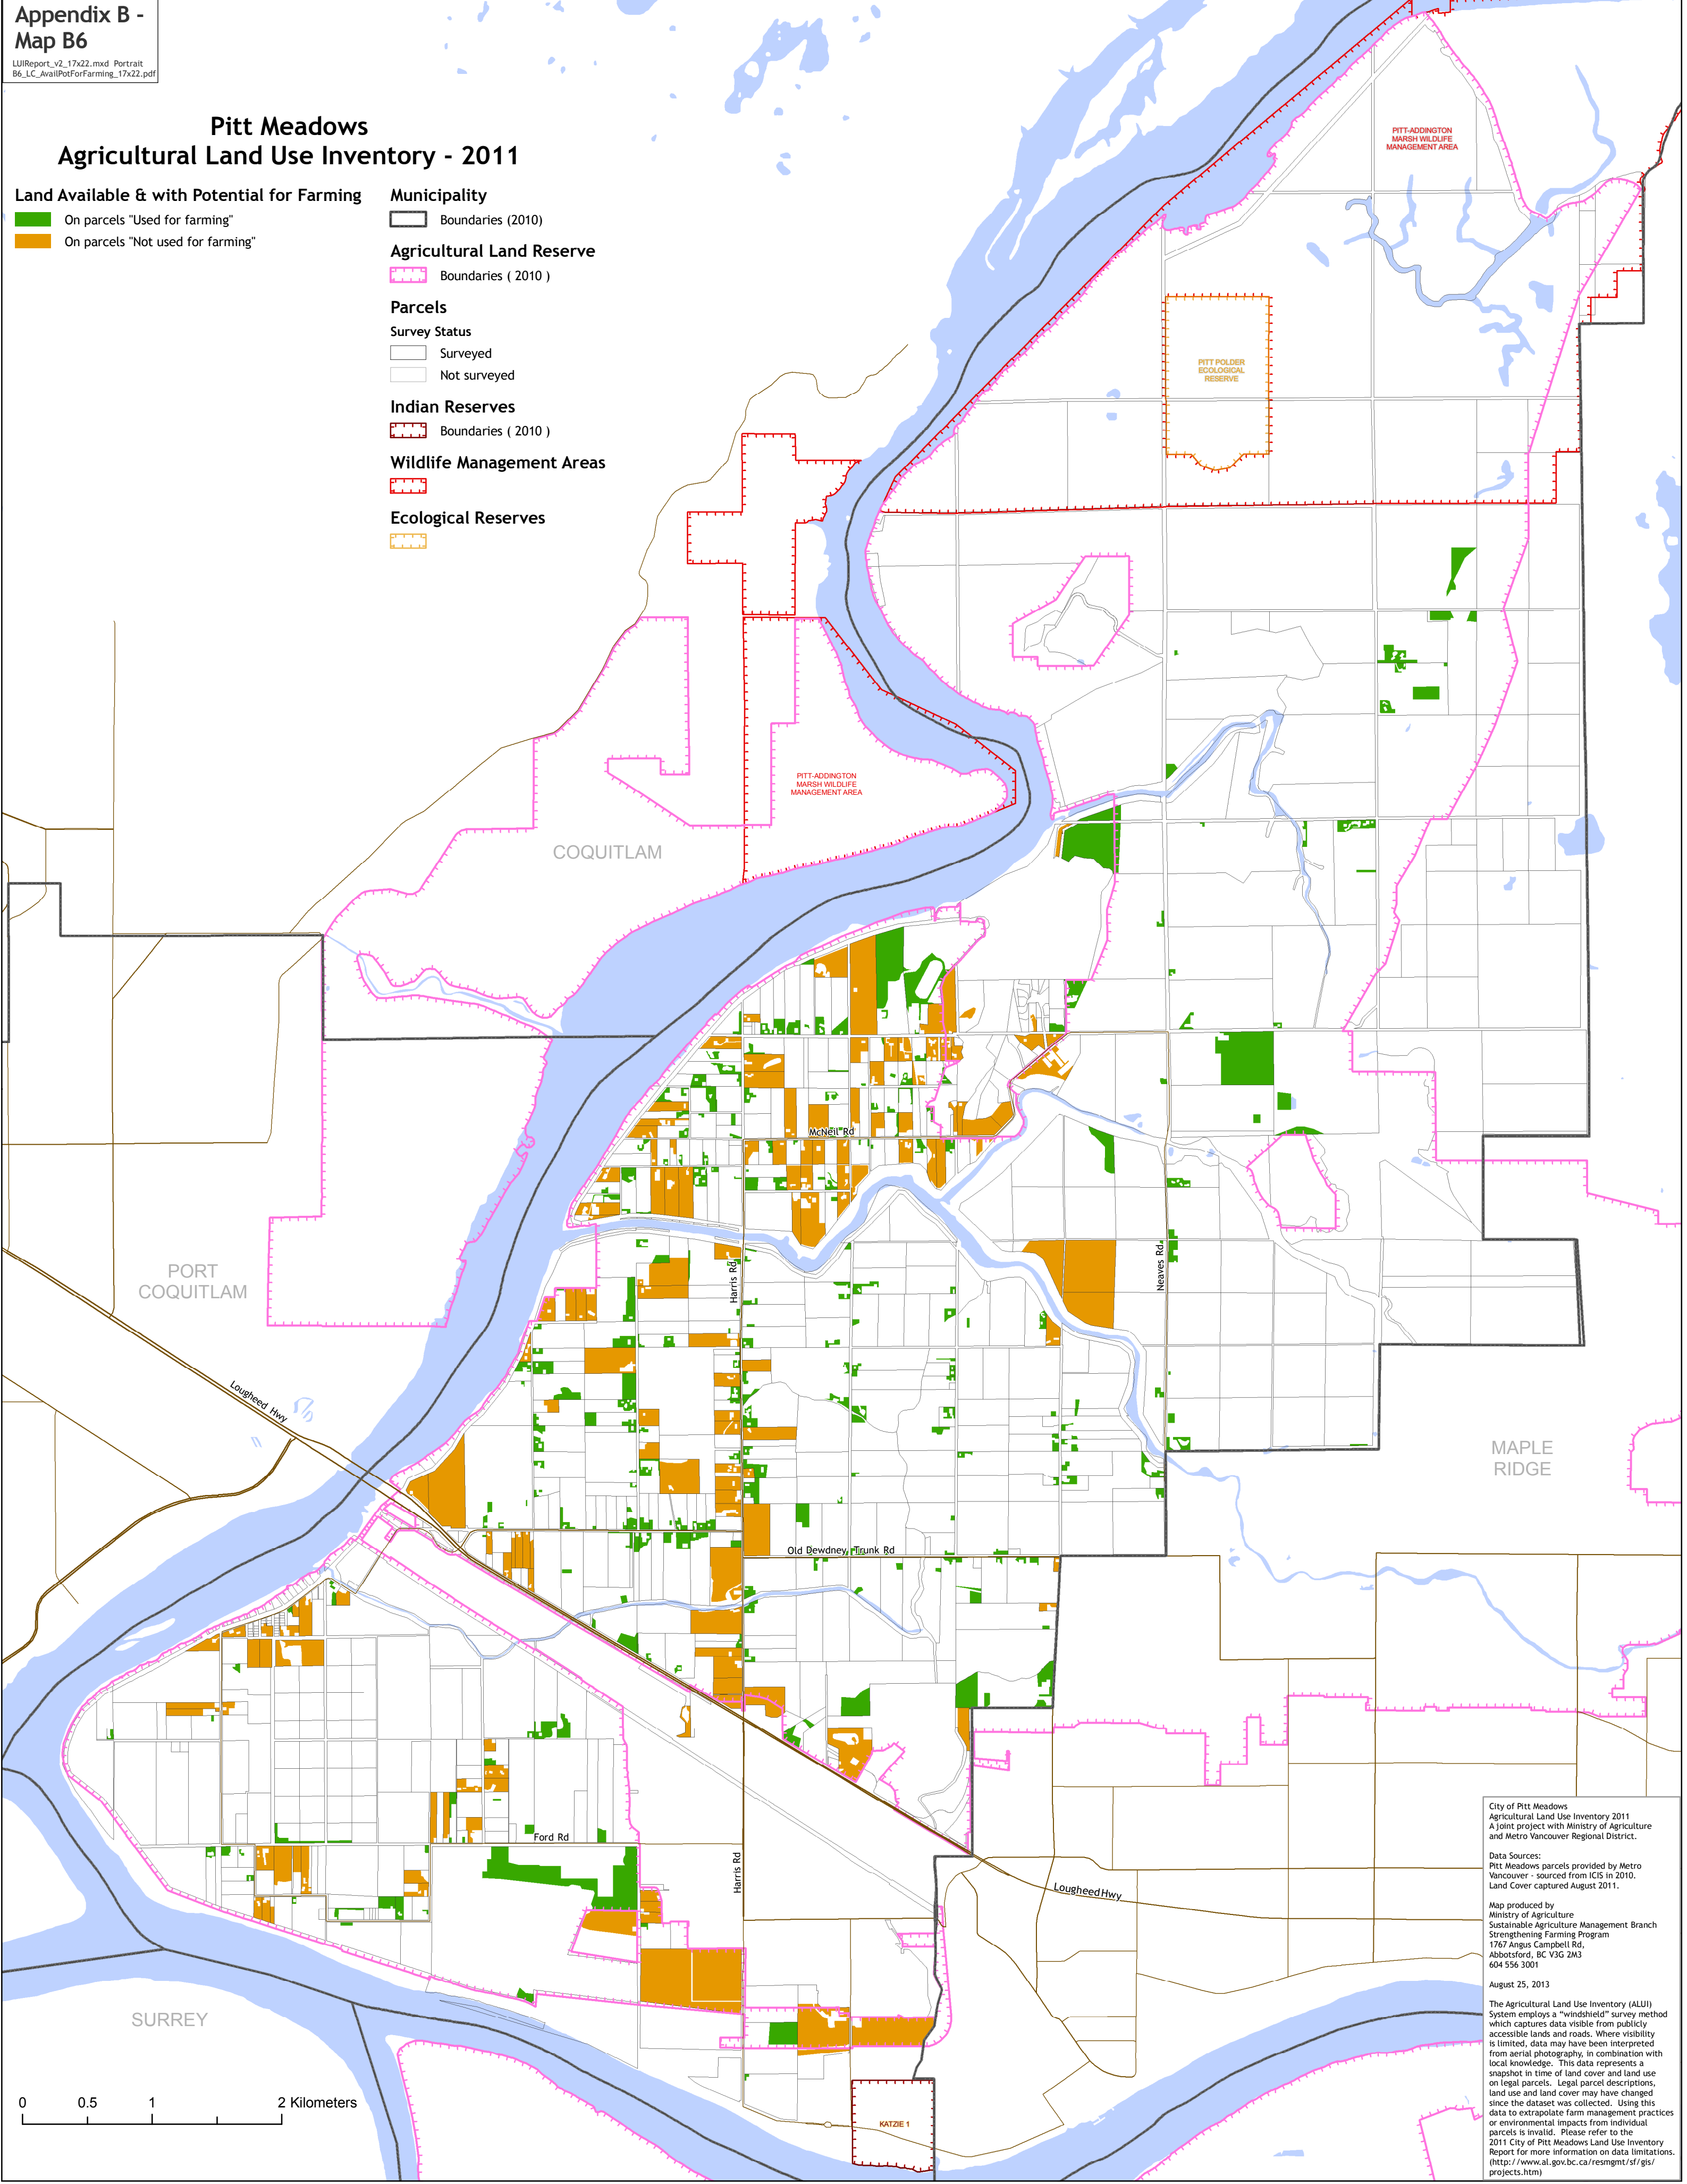 Appendix B -
Map B6
LUIReport_v2_17x22.mxd Portrait
B6_LC_AvailPotForFarming_17x22.pdf
Pitt Meadows
Agricultural Land Use Inventory - 2011
Land Available & with Potential for Farming
On parcels "Used for farming"
On parcels "Not used for farming"
Municipality
Boundaries (2010)
Agricultural Land Reserve
Boundaries ( 2010 )
Parcels
Survey Status
Surveyed
Not surveyed
Indian Reserves
Boundaries ( 2010 )
Wildlife Management Areas
Ecological Reserves
PITT-ADDINGTON
MARSH WILDLIFE
MANAGEMENT AREA
PITT POLDER
ECOLOGICAL
RESERVE
PITT-ADDINGTON
MARSH WILDLIFE
MANAGEMENT AREA
COQUITLAM
McNeil Rd
PORT
COQUITLAM
Harris Rd
Neaves Rd
Lougheed Hwy
MAPLE
RIDGE
Old Dewdney Trunk Rd
Ford Rd
Harris Rd
Lougheed Hwy
SURREY
KATZIE 1
0 0.5 1 2 Kilometers
City of Pitt Meadows
Agricultural Land Use Inventory 2011
A joint project with Ministry of Agriculture
and Metro Vancouver Regional District.
Data Sources:
Pitt Meadows parcels provided by Metro
Vancouver - sourced from ICIS in 2010.
Land Cover captured August 2011.
Map produced by
Ministry of Agriculture
Sustainable Agriculture Management Branch
Strengthening Farming Program
1767 Angus Campbell Rd,
Abbotsford, BC V3G 2M3
604 556 3001
August 25, 2013
The Agricultural Land Use Inventory (ALUI)
System employs a “windshield” survey method
which captures data visible from publicly
accessible lands and roads. Where visibility
is limited, data may have been interpreted
from aerial photography, in combination with
local knowledge. This data represents a
snapshot in time of land cover and land use
on legal parcels. Legal parcel descriptions,
land use and land cover may have changed
since the dataset was collected. Using this
data to extrapolate farm management practices
or environmental impacts from individual
parcels is invalid. Please refer to the
2011 City of Pitt Meadows Land Use Inventory
Report for more information on data limitations.
(http://www.al.gov.bc.ca/resmgmt/sf/gis/
projects.htm)